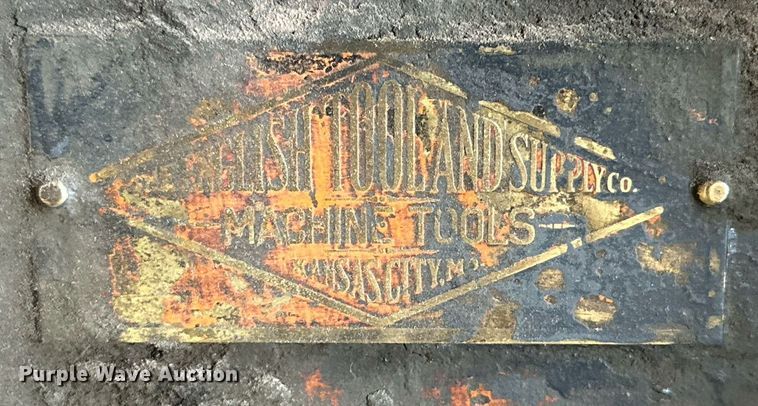 ENGLISH TOOL AND SUPPLY CO.
MACHINE TOOLS
KANSAS CITY, MO.
Purple Wave Auction